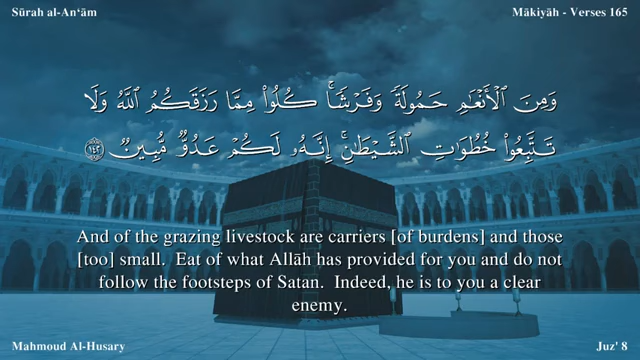 Sūrah al-An‘ām
Mākiyāh - Verses 165
وَمِنَ ٱلْأَنْعَٰمِ حَمُولَةً وَفَرْشًا ۚ كُلُوا۟ مِمَّا رَزَقَكُمُ ٱللَّهُ وَلَا
تَتَّبِعُوا۟ خُطُوَٰتِ ٱلشَّيْطَٰنِ ۚ إِنَّهُۥ لَكُمْ عَدُوٌّ مُّبِينٌ ١٤٢
And of the grazing livestock are carriers [of burdens] and those
[too] small.  Eat of what Allāh has provided for you and do not
follow the footsteps of Satan.  Indeed, he is to you a clear
enemy.
Mahmoud Al-Husary
Juz' 8